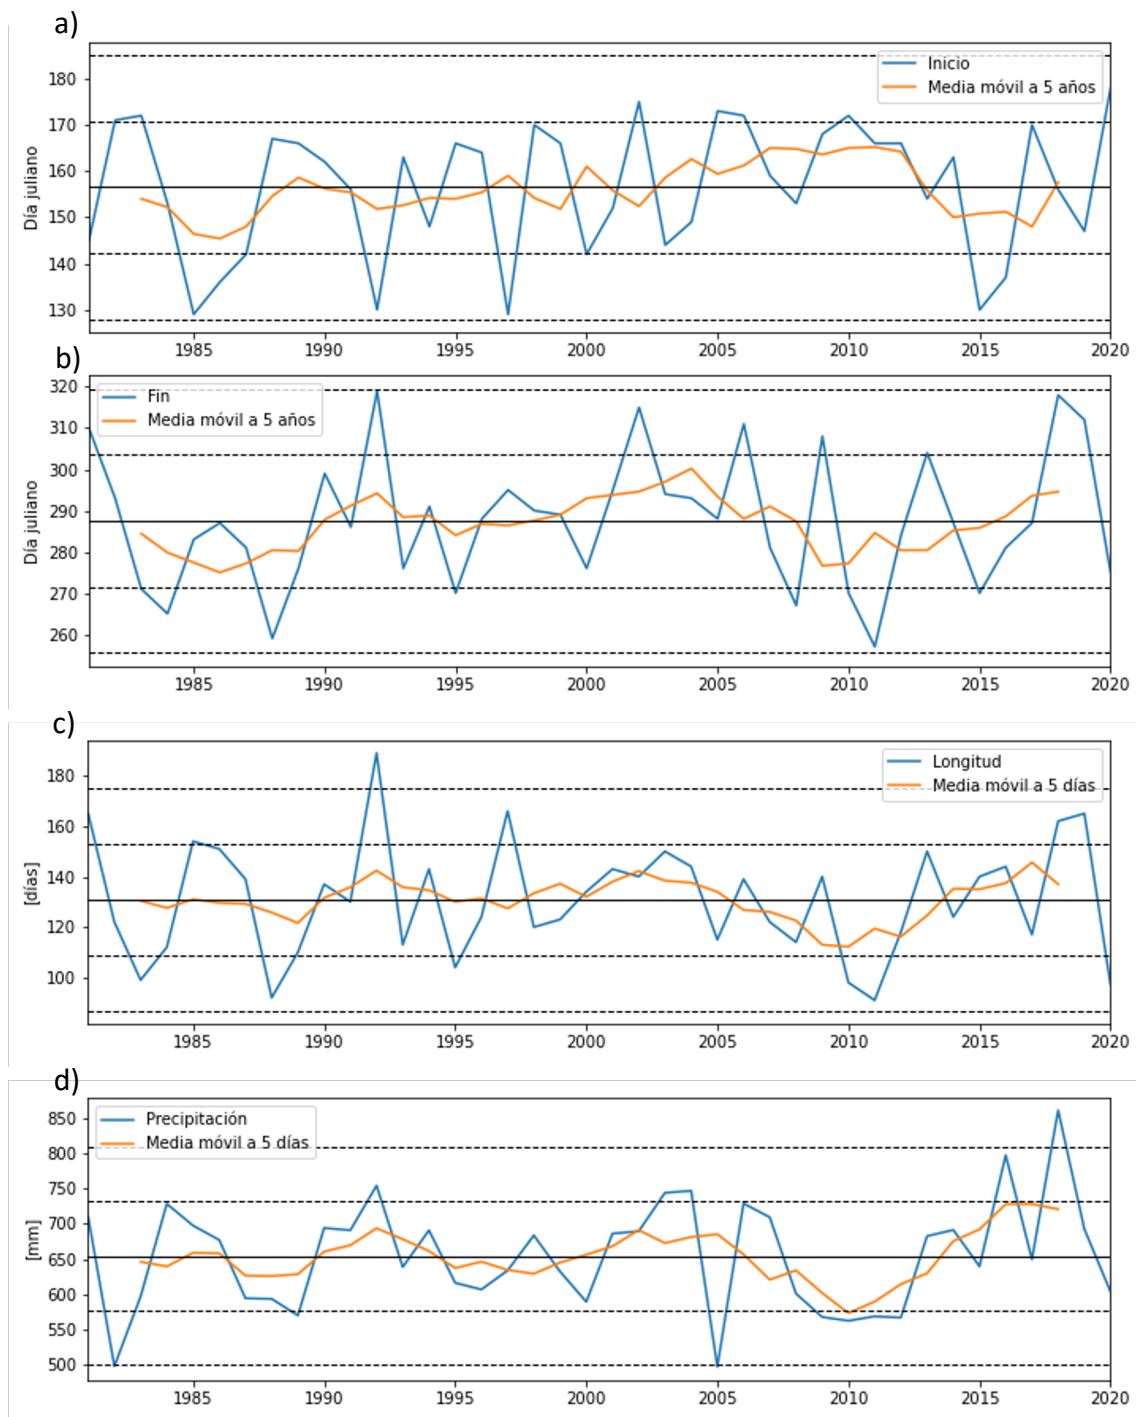 a)
180
170
160
150
140
130
Día juliano
Inicio
Media móvil a 5 años
1985 1990 1995 2000 2005 2010 2015 2020
b)
320
310
300
290
280
270
260
Día juliano
Fin
Media móvil a 5 años
1985 1990 1995 2000 2005 2010 2015 2020
c)
180
160
140
120
100
[días]
Longitud
Media móvil a 5 días
1985 1990 1995 2000 2005 2010 2015 2020
d)
850
800
750
700
650
600
550
500
[mm]
Precipitación
Media móvil a 5 días
1985 1990 1995 2000 2005 2010 2015 2020